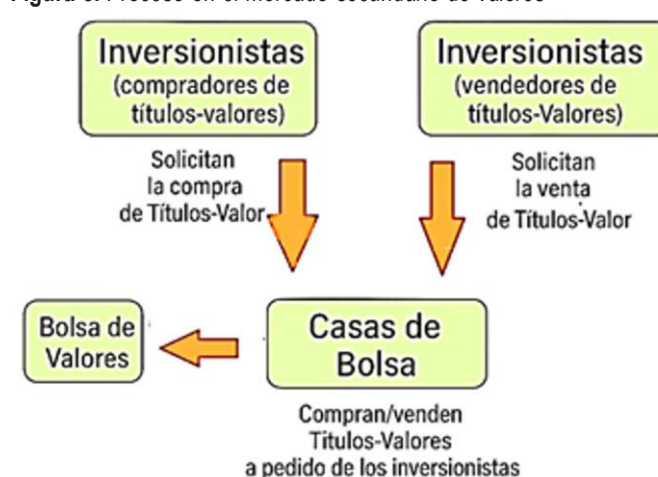 Inversionistas
(compradores de
títulos-valores)
Inversionistas
(vendedores de
títulos-Valores)
Solicitan
la compra
de Títulos-Valor
Solicitan
la venta
de Títulos-Valor
Bolsa de
Valores
Casas de
Bolsa
Compran/venden
Titulos-Valores
a pedido de los inversionistas